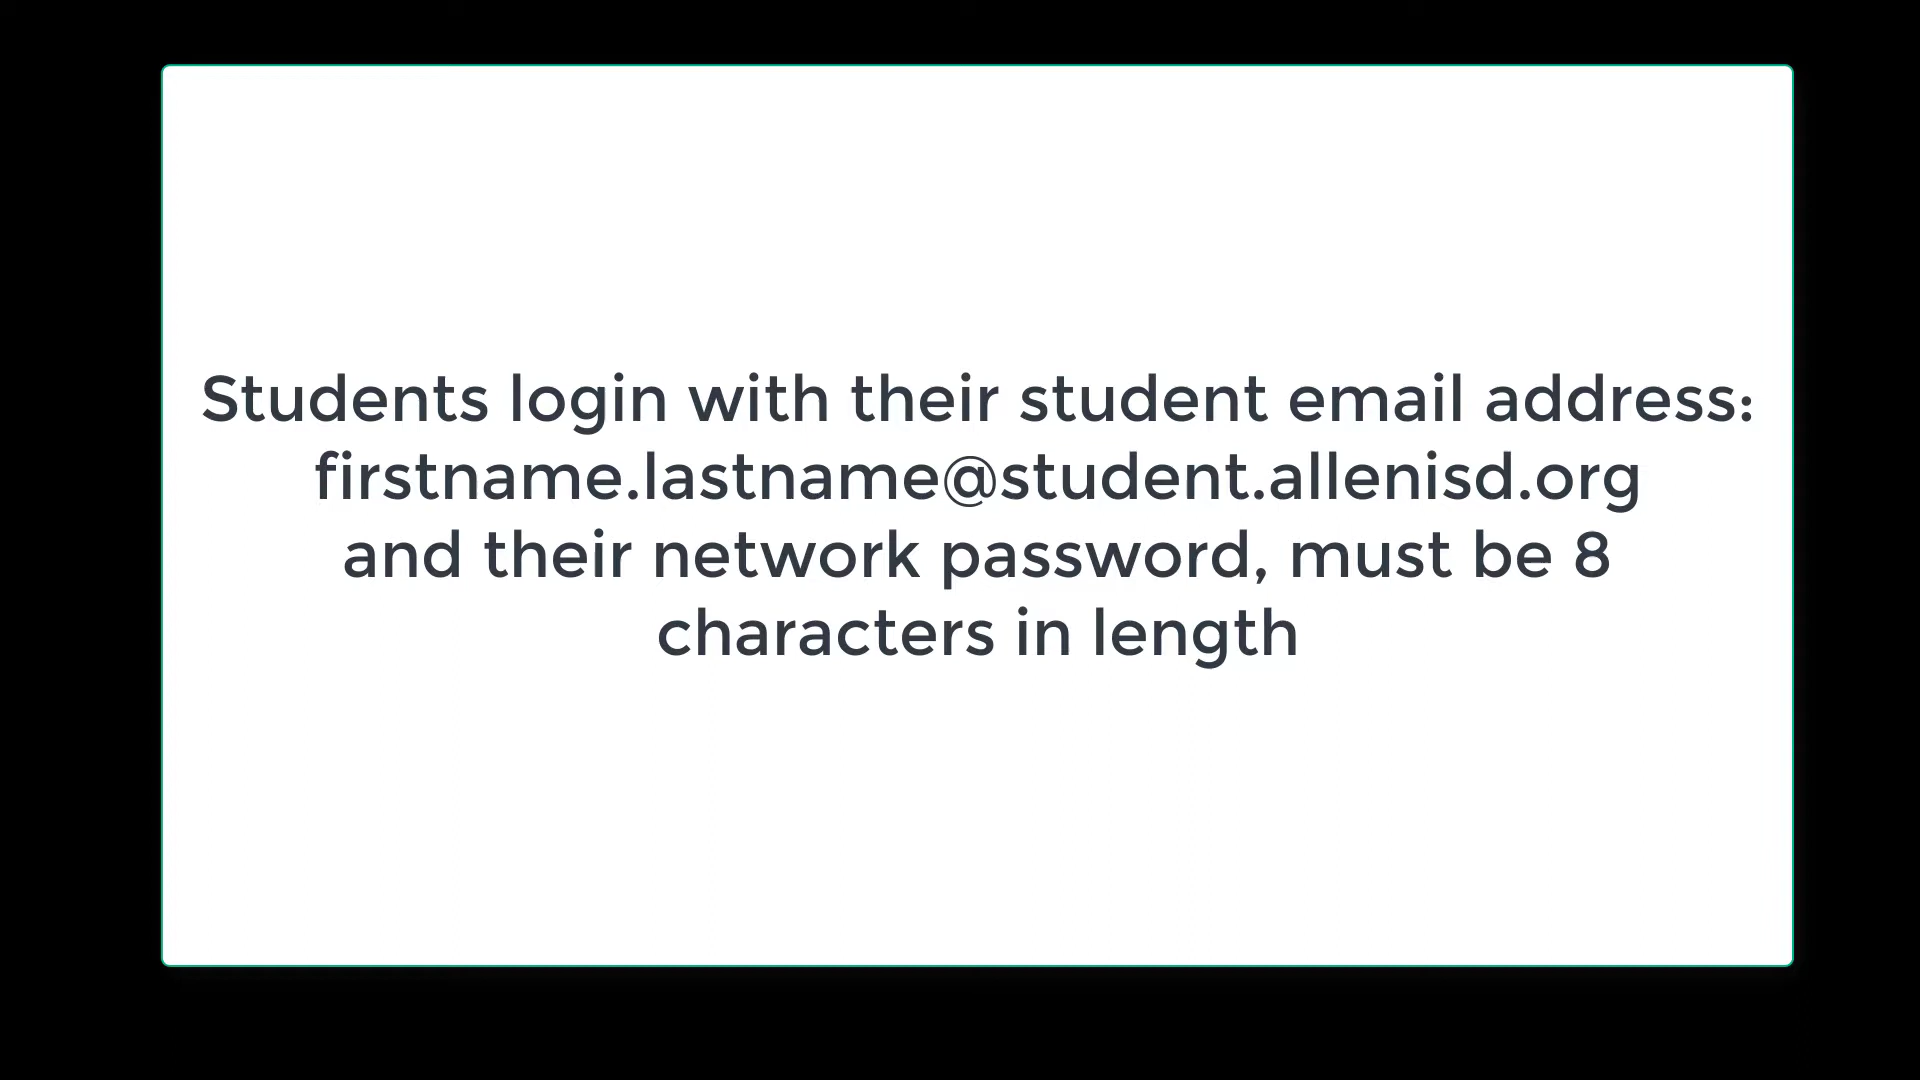 Students login with their student email address:
firstname.lastname@student.allenisd.org
and their network password, must be 8
characters in length